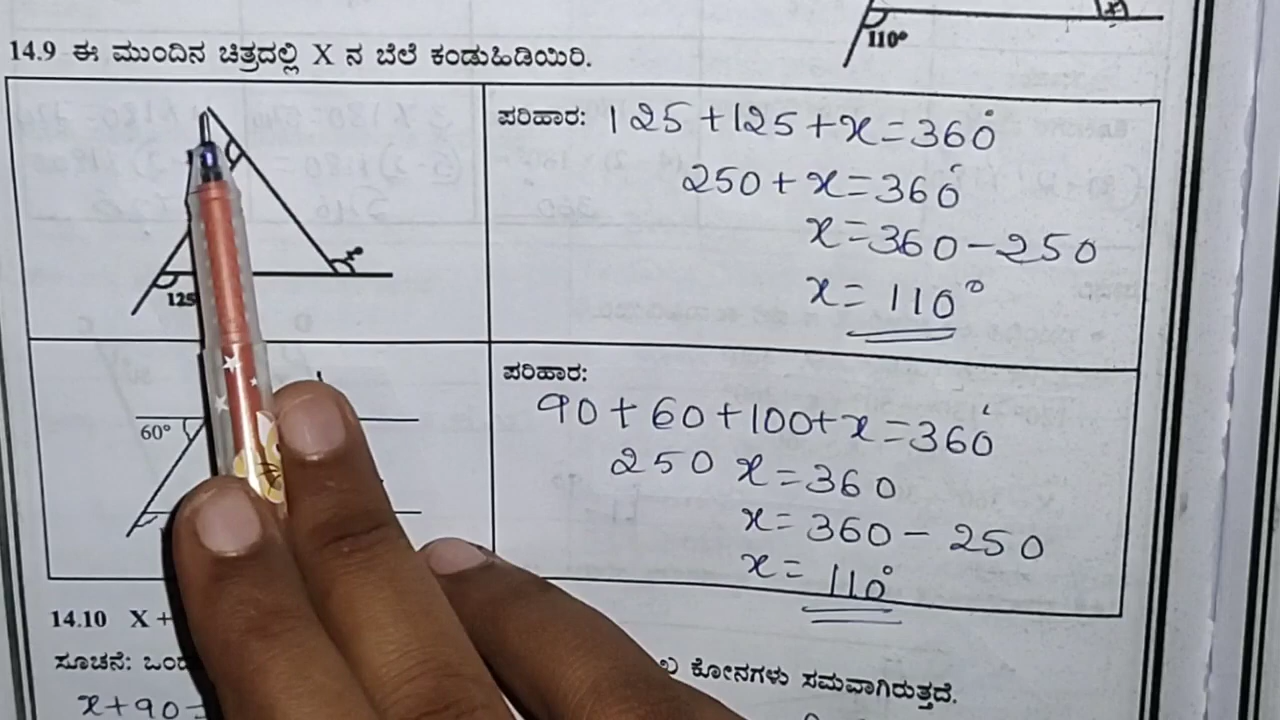 110°
14.9 ಈ ಮುಂದಿನ ಚಿತ್ರದಲ್ಲಿ X ನ ಬೆಲೆ ಕಂಡುಹಿಡಿಯಿರಿ.
125
ಪರಿಹಾರ: 125 + 125 + x = 360°
250 + x = 360°
x = 360 - 250
x = 110°
60°
ಪರಿಹಾರ:
90 + 60 + 100 + x = 360°
250 x = 360
x = 360 - 250
x = 110°
14.10 X +
ಸೂಚನೆ: ಕೋನಗಳು ಸಮವಾಗಿರುತ್ತದೆ.
x + 90 =